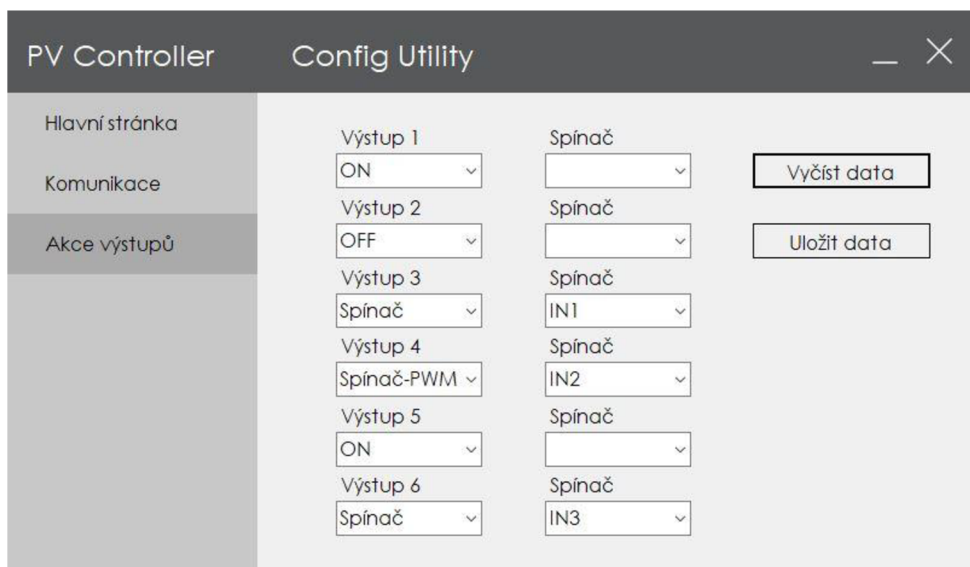 PV Controller Config Utility
Hlavní stránka
Komunikace
Akce výstupů
Výstup 1 Spínač
ON Vyčíst data
Výstup 2 Spínač
OFF Uložit data
Výstup 3 Spínač
Spínač IN1
Výstup 4 Spínač
Spínač-PWM IN2
Výstup 5 Spínač
ON
Výstup 6 Spínač
Spínač IN3